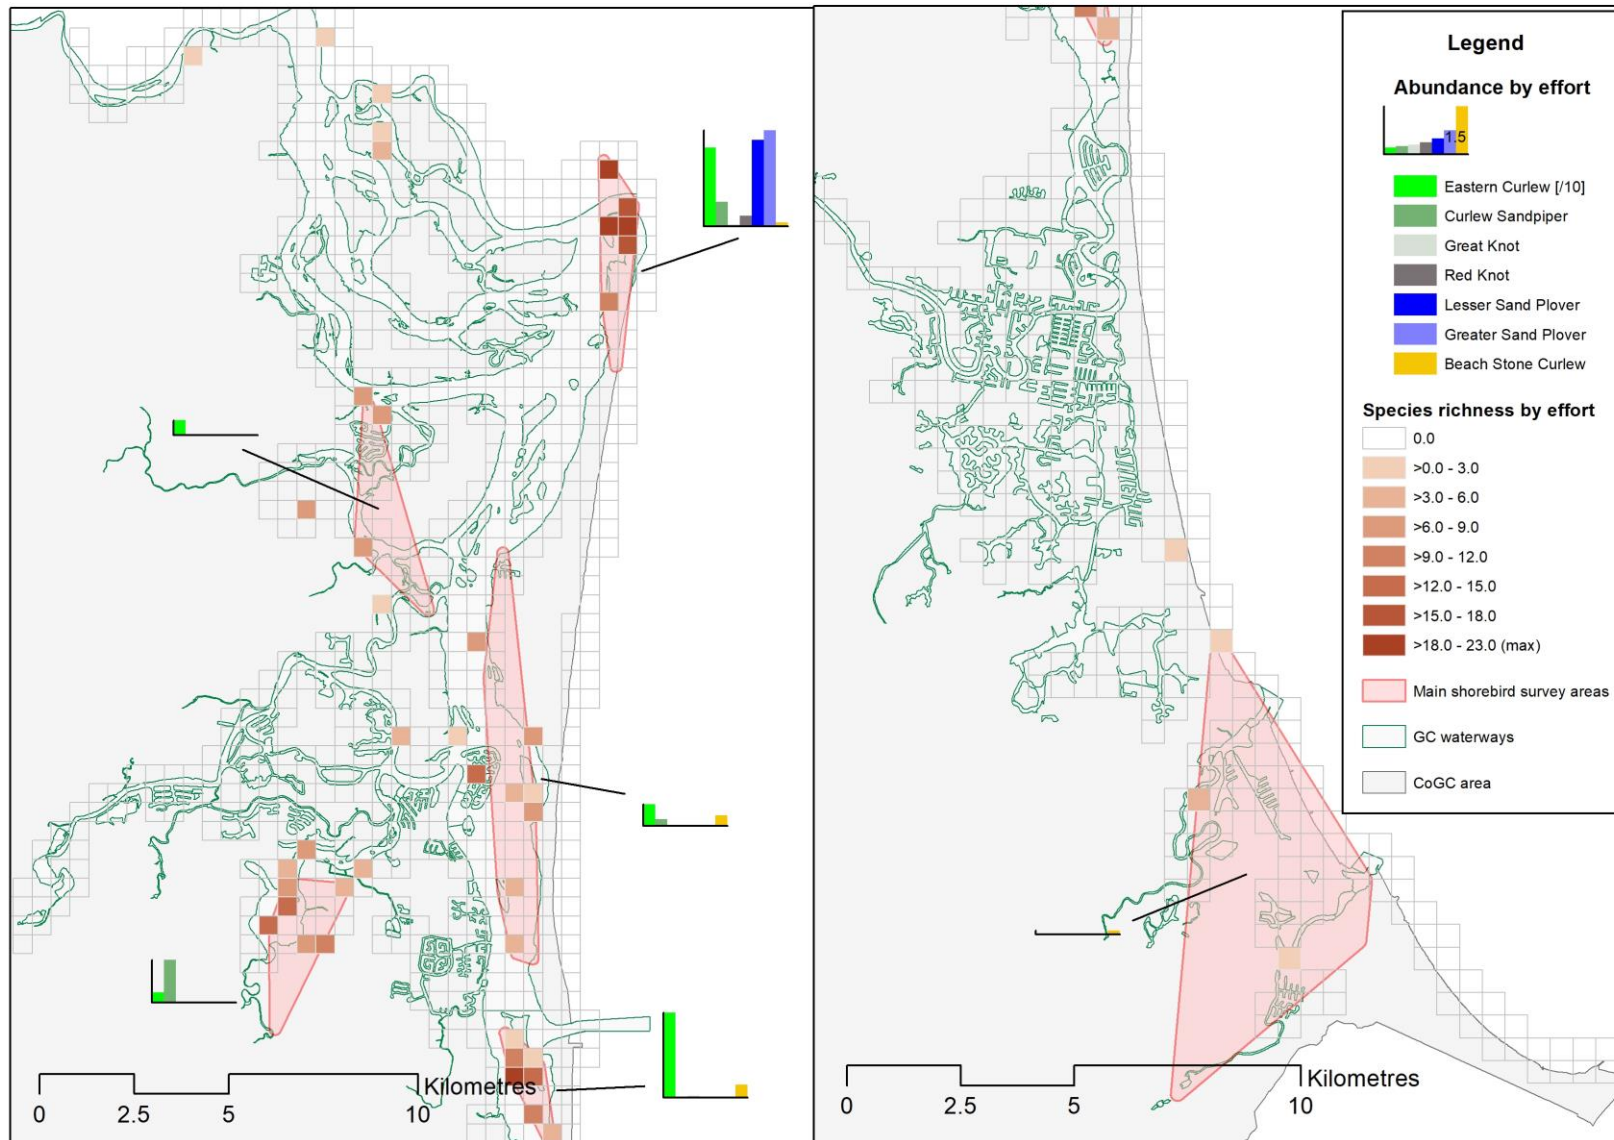 Legend
Abundance by effort
1.5
Eastern Curlew [/10]
Curlew Sandpiper
Great Knot
Red Knot
Lesser Sand Plover
Greater Sand Plover
Beach Stone Curlew
Species richness by effort
0.0
>0.0 - 3.0
>3.0 - 6.0
>6.0 - 9.0
>9.0 - 12.0
>12.0 - 15.0
>15.0 - 18.0
>18.0 - 23.0 (max)
Main shorebird survey areas
GC waterways
CoGC area
Kilometres
0 2.5 5 10
Kilometres
0 2.5 5 10